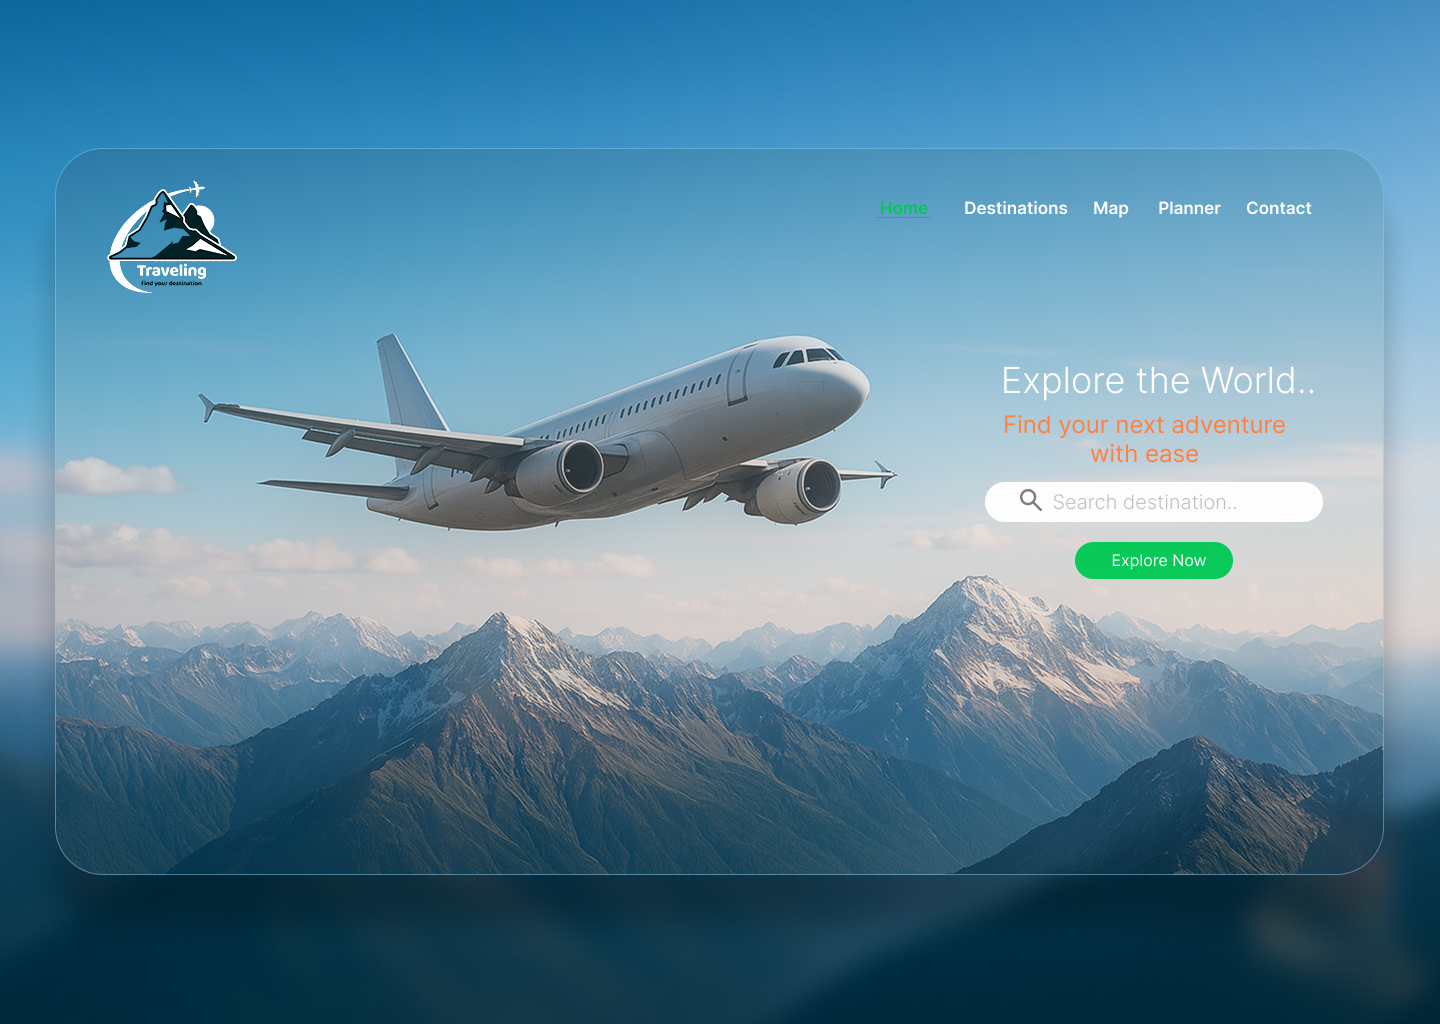 Home Destinations Map Planner Contact
Traveling
find your destination
Explore the World..
Find your next adventure
with ease
Search destination..
Explore Now